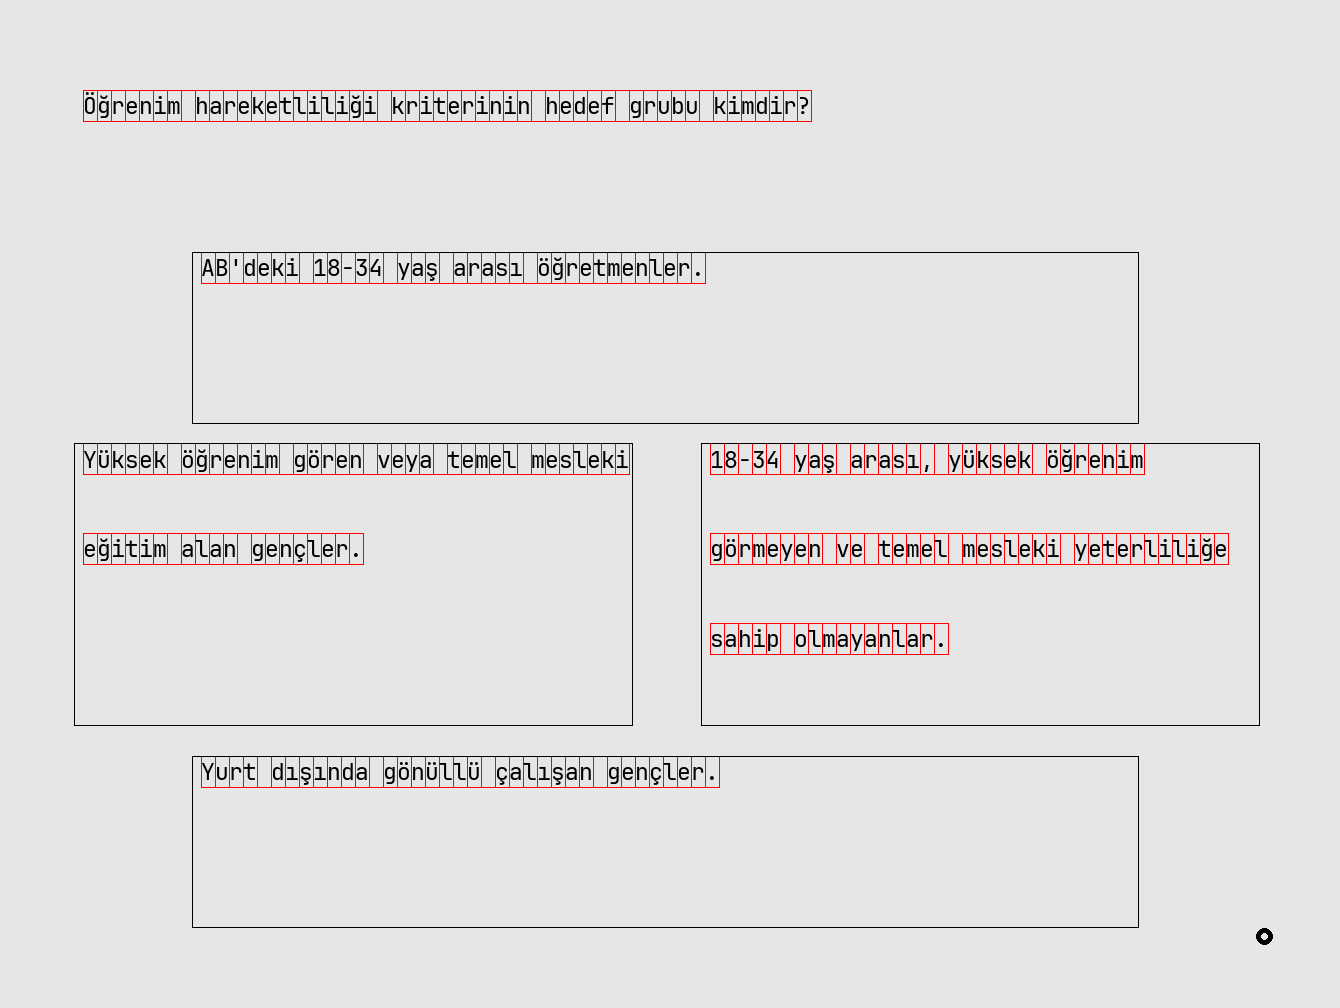 Öğrenim hareketliliği kriterinin hedef grubu kimdir?
AB'deki 18-34 yaş arası öğretmenler.
Yüksek öğrenim gören veya temel mesleki
eğitim alan gençler.
18-34 yaş arası, yüksek öğrenim
görmeyen ve temel mesleki yeterliliğe
sahip olmayanlar.
Yurt dışında gönüllü çalışan gençler.